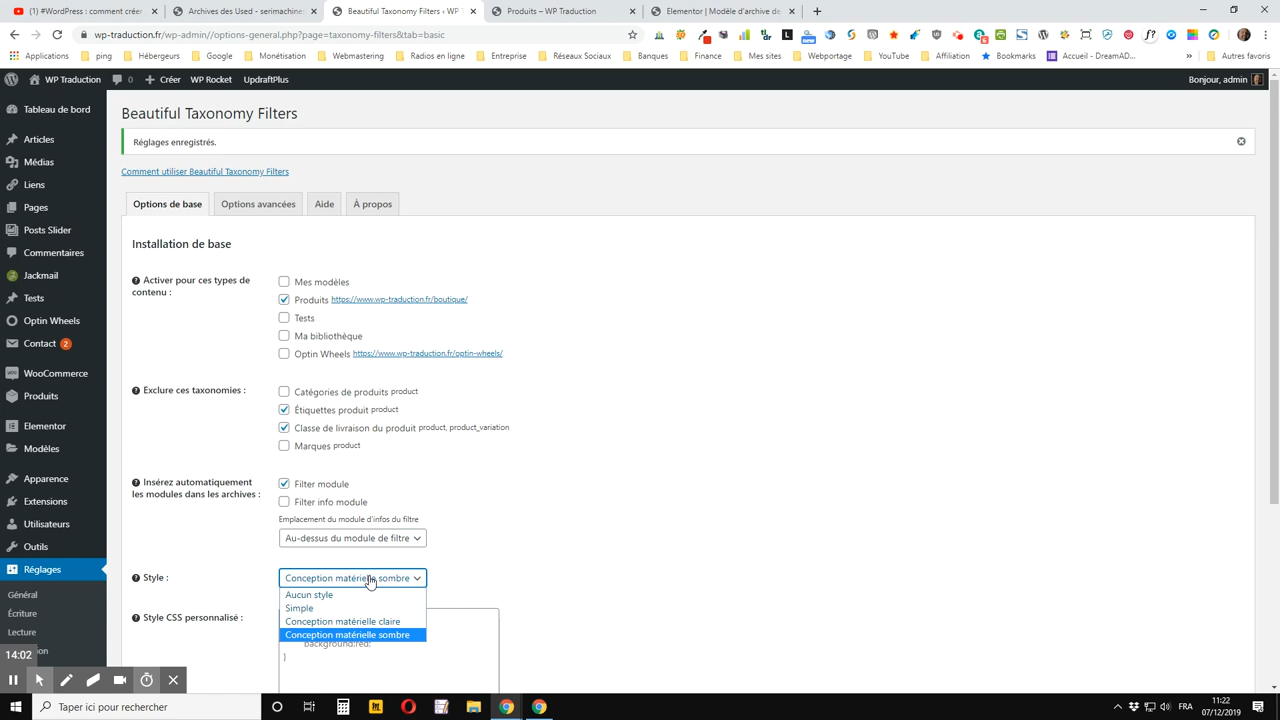 (1) #WordPress : comment créer
Archives des Used - serimachines
Beautiful Taxonomy Filters ‹ WP T
Produits – WP Traduction
Elementor | Modèle d'archive de
wp-traduction.fr/wp-admin//options-general.php?page=taxonomy-filters&tab=basic
Applications
ping
Hébergeurs
Google
Monétisation
Webmastering
Radios en ligne
Entreprise
Réseaux Sociaux
Banques
Finance
Mes sites
Webportage
YouTube
Affiliation
Bookmarks
Accueil - DreamAD...
»
Autres favoris
WP Traduction
0
Créer
WP Rocket
UpdraftPlus
Bonjour, admin
Tableau de bord
Articles
Médias
Liens
Pages
Posts Slider
Commentaires
Jackmail
Tests
Optin Wheels
Contact 2
WooCommerce
Produits
Elementor
Modèles
Apparence
Extensions
Utilisateurs
Outils
Réglages
Général
Écriture
Lecture
Beautiful Taxonomy Filters
Réglages enregistrés.
Comment utiliser Beautiful Taxonomy Filters
Options de base
Options avancées
Aide
À propos
Installation de base
Activer pour ces types de
contenu :
Mes modèles
Produits https://www.wp-traduction.fr/boutique/
Tests
Ma bibliothèque
Optin Wheels https://www.wp-traduction.fr/optin-wheels/
Exclure ces taxonomies :
Catégories de produits product
Étiquettes produit product
Classe de livraison du produit product, product_variation
Marques product
Insérez automatiquement
les modules dans les archives :
Filter module
Filter info module
Emplacement du module d'infos du filtre
Au-dessus du module de filtre
Style :
Conception matérielle sombre
Aucun style
Simple
Conception matérielle claire
Conception matérielle sombre
Style CSS personnalisé :
background:red;
}
14:02
Taper ici pour rechercher
FRA
11:22
07/12/2019